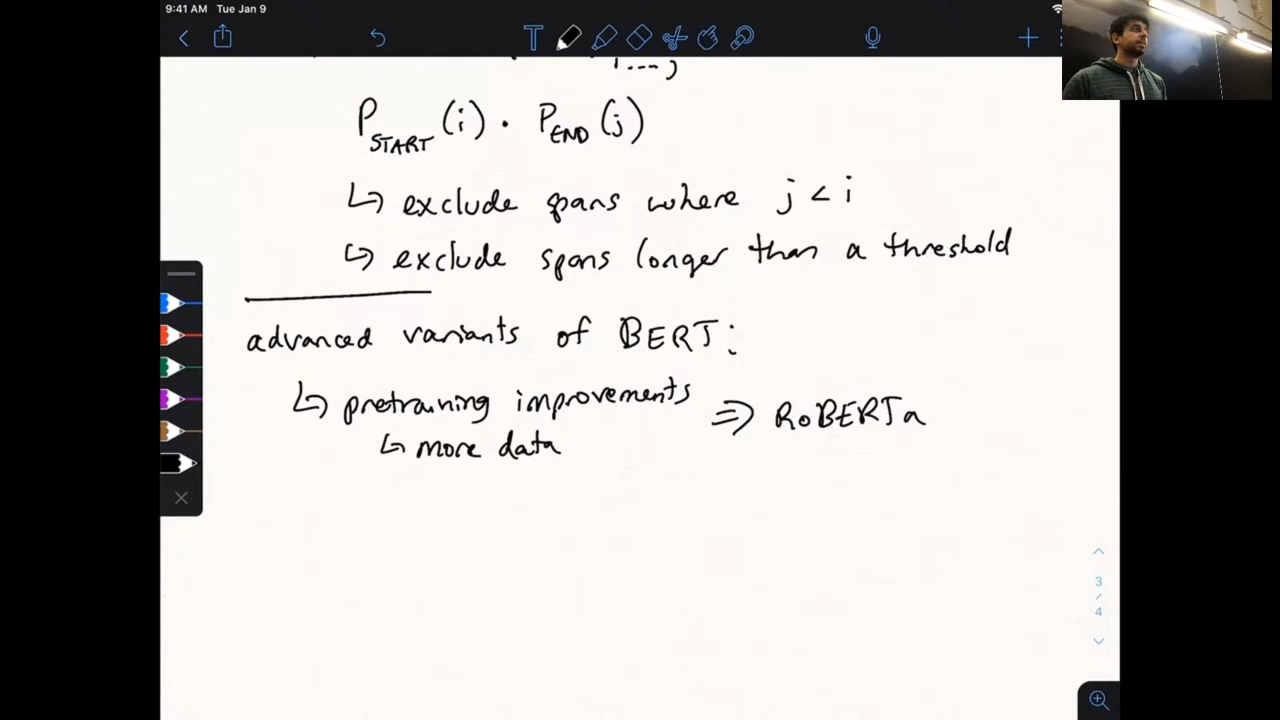 9:41 AM Tue Jan 9
P_START (i) · P_END (j)
↳ exclude spans where j < i
↳ exclude spans longer than a threshold
advanced variants of BERT:
↳ pretraining improvements ⇒ RoBERTa
↳ more data
3
/
4